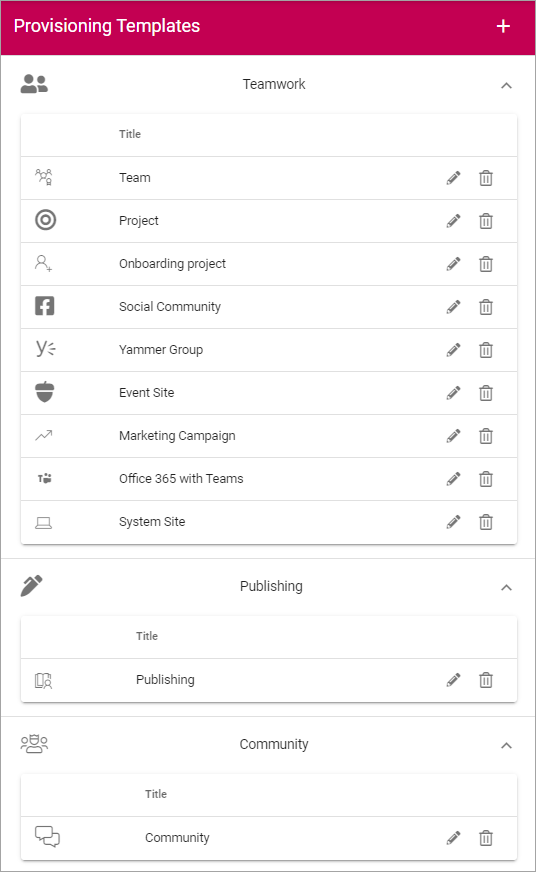 Provisioning Templates
Teamwork
Title
Team
Project
Onboarding project
Social Community
Yammer Group
Event Site
Marketing Campaign
Office 365 with Teams
System Site
Publishing
Title
Publishing
Community
Title
Community